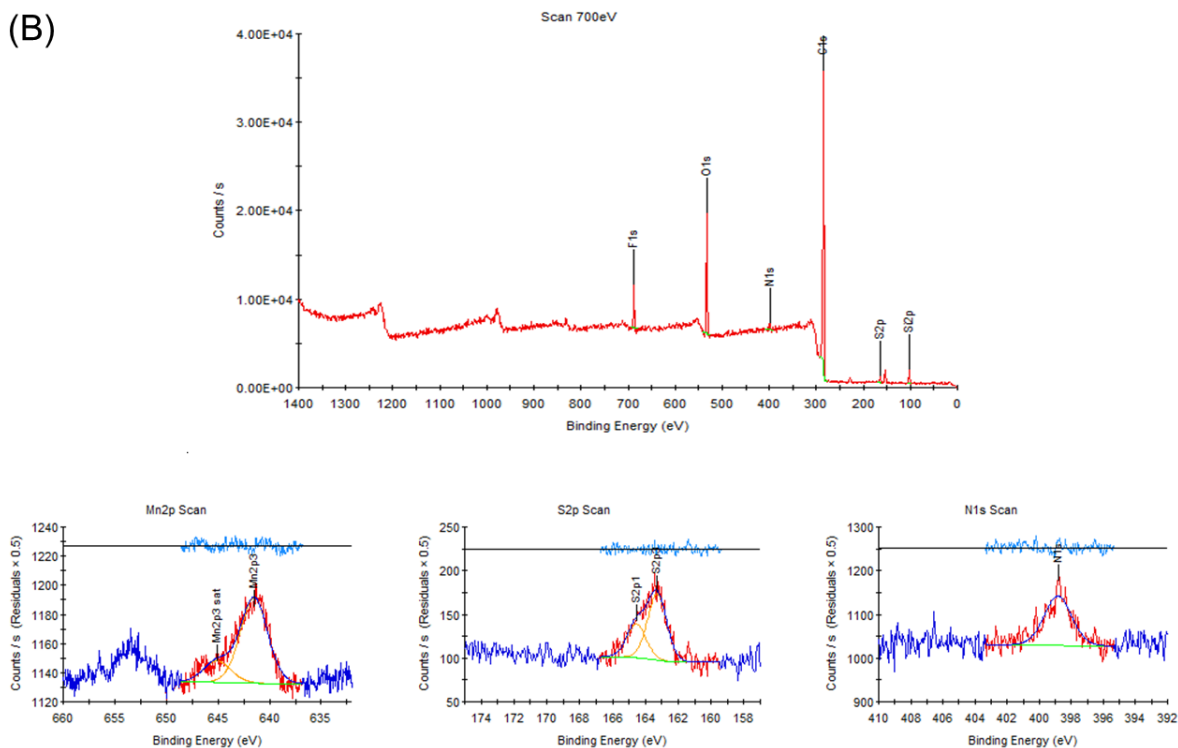 (B)
Scan 700eV
Counts / s
4.00E+04
3.00E+04
2.00E+04
1.00E+04
0.00E+00
F1s
O1s
N1s
C1s
S2p
Si2p
1400 1300 1200 1100 1000 900 800 700 600 500 400 300 200 100 0
Binding Energy (eV)
Mn2p Scan
Counts / s (Residuals × 0.5)
1240
1220
1200
1180
1160
1140
1120
Mn2p3 sat
Mn2p3
660 655 650 645 640 635
Binding Energy (eV)
S2p Scan
Counts / s (Residuals × 0.5)
250
200
150
100
50
S2p1
S2p3
174 172 170 168 166 164 162 160 158
Binding Energy (eV)
N1s Scan
Counts / s (Residuals × 0.5)
1300
1200
1100
1000
900
N1s
410 408 406 404 402 400 398 396 394 392
Binding Energy (eV)